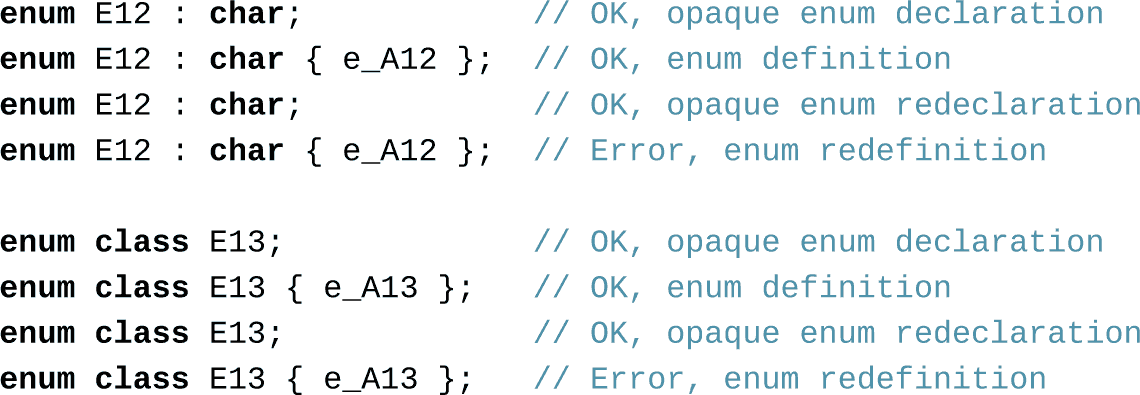 enum E12 : char;             // OK, opaque enum declaration
enum E12 : char { e_A12 };   // OK, enum definition
enum E12 : char;             // OK, opaque enum redeclaration
enum E12 : char { e_A12 };   // Error, enum redefinition

enum class E13;              // OK, opaque enum declaration
enum class E13 { e_A13 };    // OK, enum definition
enum class E13;              // OK, opaque enum redeclaration
enum class E13 { e_A13 };    // Error, enum redefinition